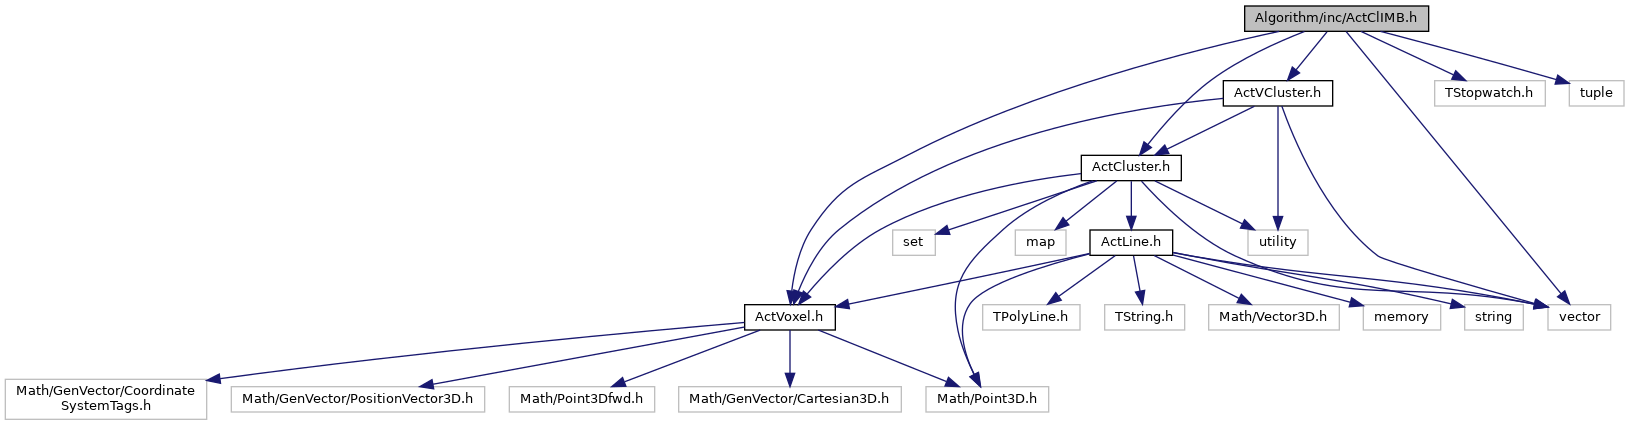 Algorithm/inc/ActClIMB.h
ActVCluster.h
TStopwatch.h
tuple
ActCluster.h
set
map
ActLine.h
utility
ActVoxel.h
TPolyLine.h
TString.h
Math/Vector3D.h
memory
string
vector
Math/GenVector/Coordinate
SystemTags.h
Math/GenVector/PositionVector3D.h
Math/Point3Dfwd.h
Math/GenVector/Cartesian3D.h
Math/Point3D.h